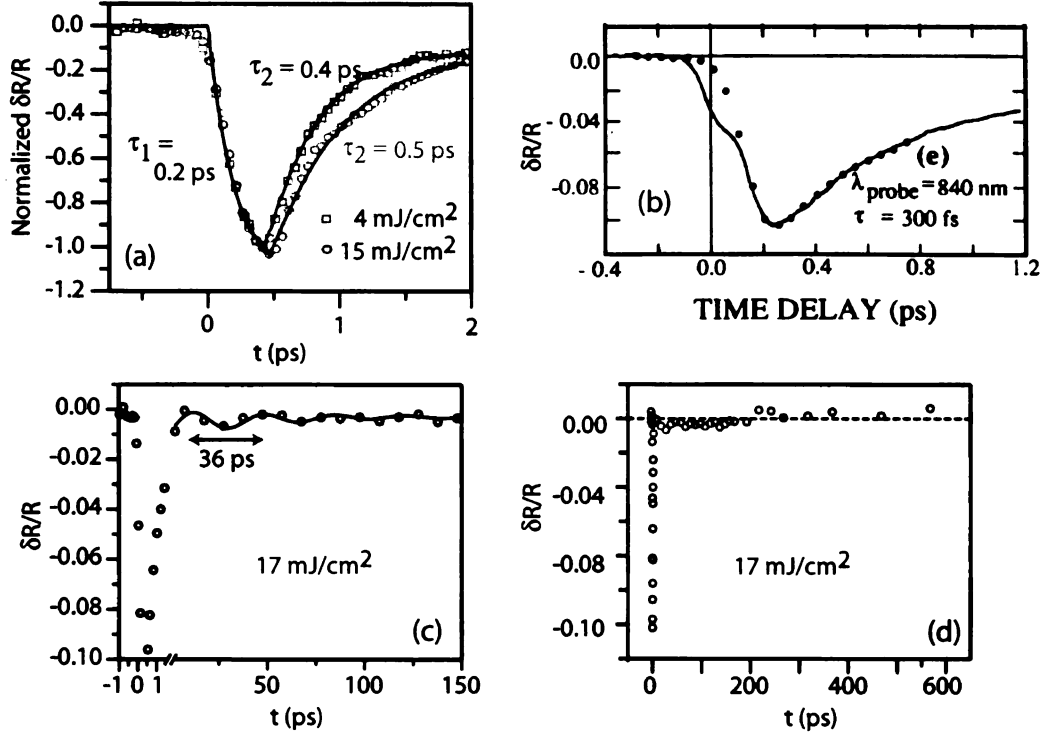 0.0
-0.2
-0.4
-0.6
-0.8
-1.0
-1.2
Normalized δR/R
τ2 = 0.4 ps
τ1 =
0.2 ps
τ2 = 0.5 ps
4 mJ/cm2
15 mJ/cm2
(a)
0 1 2
t (ps)
0.0
-0.04
-0.08
δR/R
(e)
λprobe = 840 nm
τ = 300 fs
(b)
-0.4 0.0 0.4 0.8 1.2
TIME DELAY (ps)
0.00
-0.02
-0.04
-0.06
-0.08
-0.10
δR/R
36 ps
17 mJ/cm2
(c)
-1 0 1 50 100 150
t (ps)
0.00
-0.04
-0.08
-0.10
δR/R
17 mJ/cm2
(d)
0 200 400 600
t (ps)